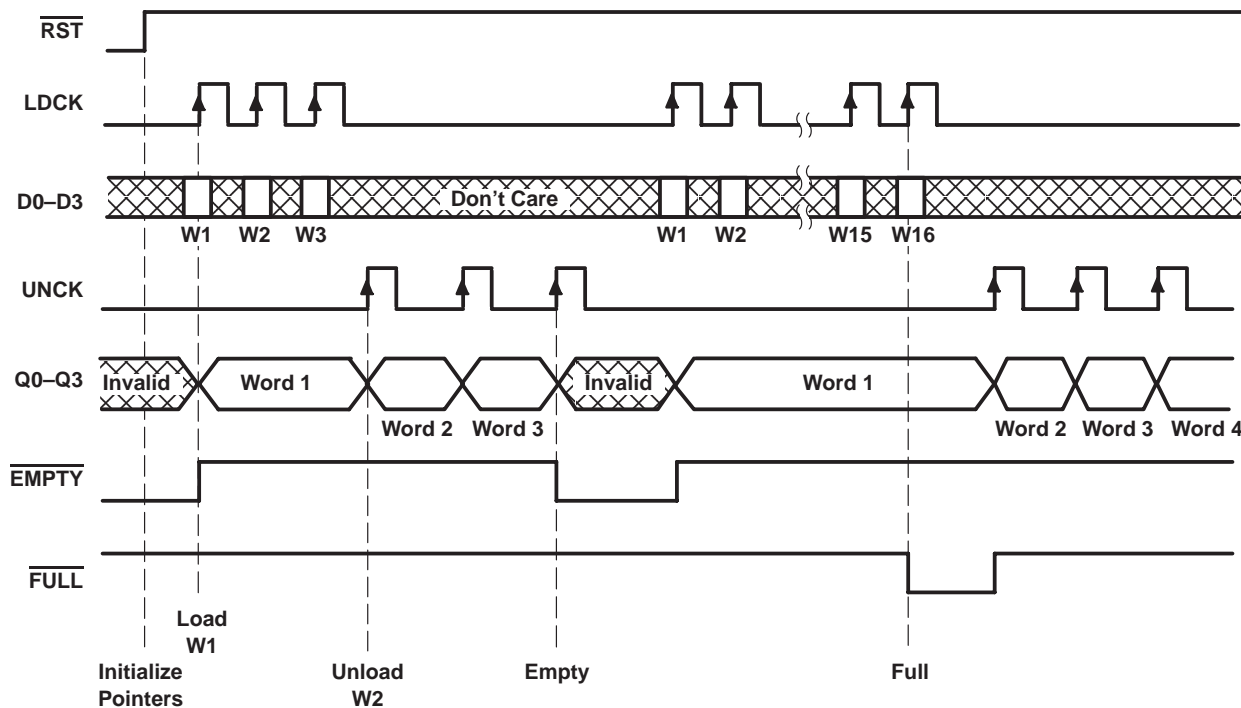 RST
LDCK
D0–D3
Don't Care
W1 W2 W3 W1 W2 W15 W16
UNCK
Q0–Q3
Invalid Word 1 Invalid Word 1
Word 2 Word 3 Word 2 Word 3 Word 4
EMPTY
FULL
Load
W1
Initialize
Pointers
Unload
W2
Empty
Full